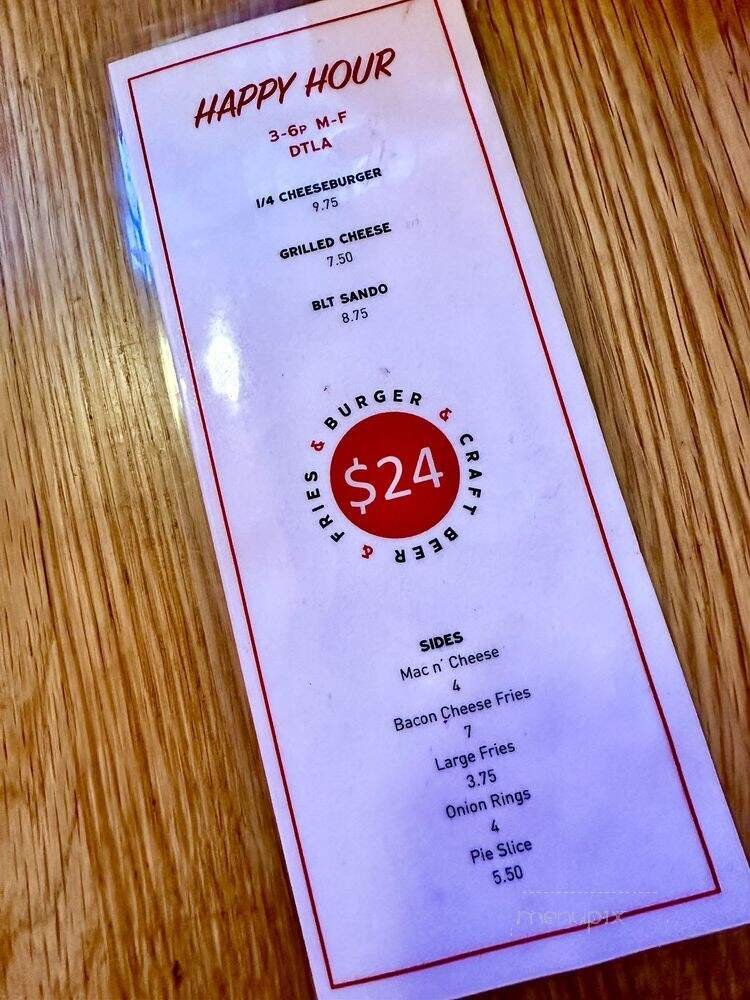 HAPPY HOUR
3-6P M-F
DTLA
1/4 CHEESEBURGER
9.75
GRILLED CHEESE
7.50
BLT SANDO
8.75
& BURGER & CRAFT BEER & FRIES
$24
SIDES
Mac n' Cheese
4
Bacon Cheese Fries
7
Large Fries
3.75
Onion Rings
4
Pie Slice
5.50
menupix